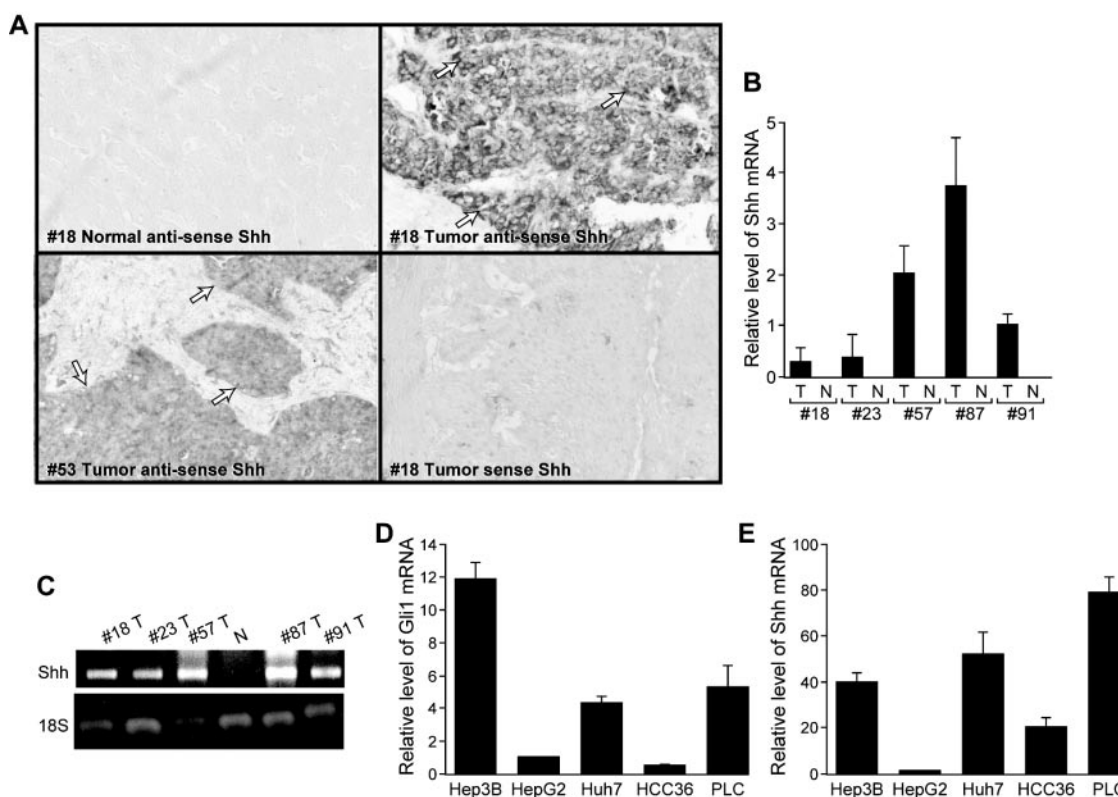 A
#18 Normal anti-sense Shh
#18 Tumor anti-sense Shh
#53 Tumor anti-sense Shh
#18 Tumor sense Shh
B
Relative level of Shh mRNA
5
4
3
2
1
0
T N T N T N T N T N
#18 #23 #57 #87 #91
C
#18 T #23 T #57 T N #87 T #91 T
Shh
18S
D
Relative level of Gli1 mRNA
14
12
10
8
6
4
2
0
Hep3B HepG2 Huh7 HCC36 PLC
E
Relative level of Shh mRNA
100
80
60
40
20
0
Hep3B HepG2 Huh7 HCC36 PLC